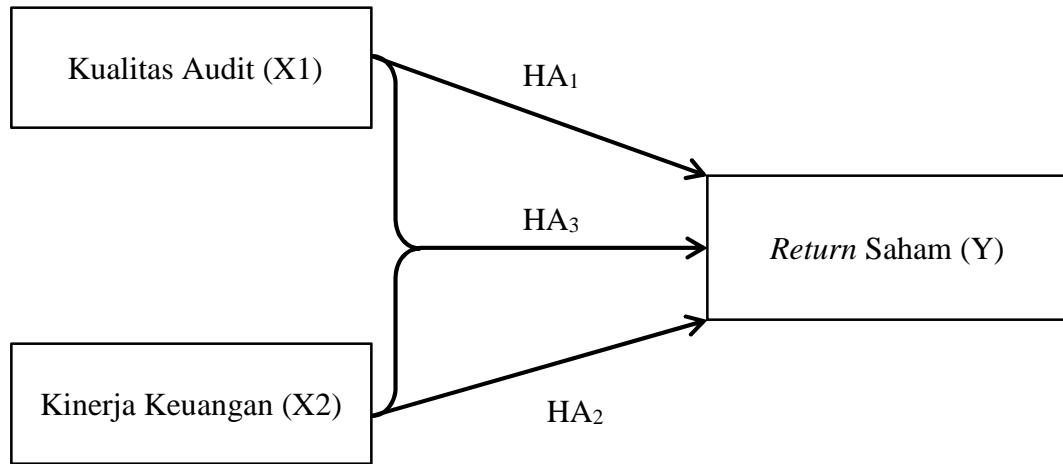 Kualitas Audit (X1)
HA₁
HA₃
Return Saham (Y)
Kinerja Keuangan (X2)
HA₂